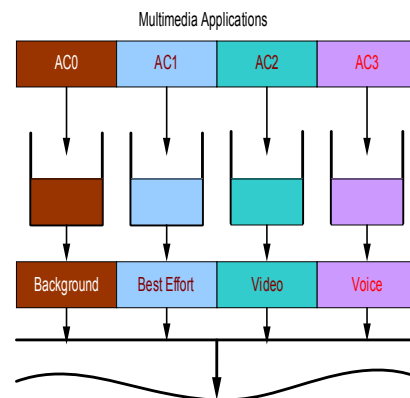 Multimedia Applications
AC0 AC1 AC2 AC3
Background Best Effort Video Voice